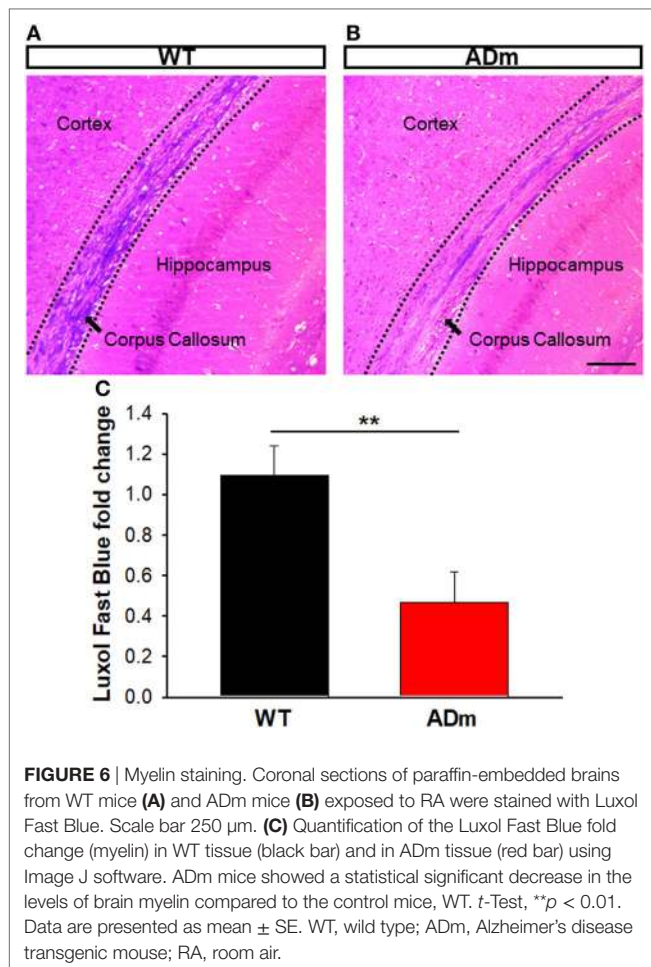 A
B
WT
ADm
Cortex
Cortex
Hippocampus
Hippocampus
Corpus Callosum
Corpus Callosum
C
Luxol Fast Blue fold change
1.4
1.2
1.0
0.8
0.6
0.4
0.2
0.0
**
WT
ADm
FIGURE 6 | Myelin staining. Coronal sections of paraffin-embedded brains
from WT mice (A) and ADm mice (B) exposed to RA were stained with Luxol
Fast Blue. Scale bar 250 μm. (C) Quantification of the Luxol Fast Blue fold
change (myelin) in WT tissue (black bar) and in ADm tissue (red bar) using
Image J software. ADm mice showed a statistical significant decrease in the
levels of brain myelin compared to the control mice, WT. t-Test, **p < 0.01.
Data are presented as mean ± SE. WT, wild type; ADm, Alzheimer's disease
transgenic mouse; RA, room air.